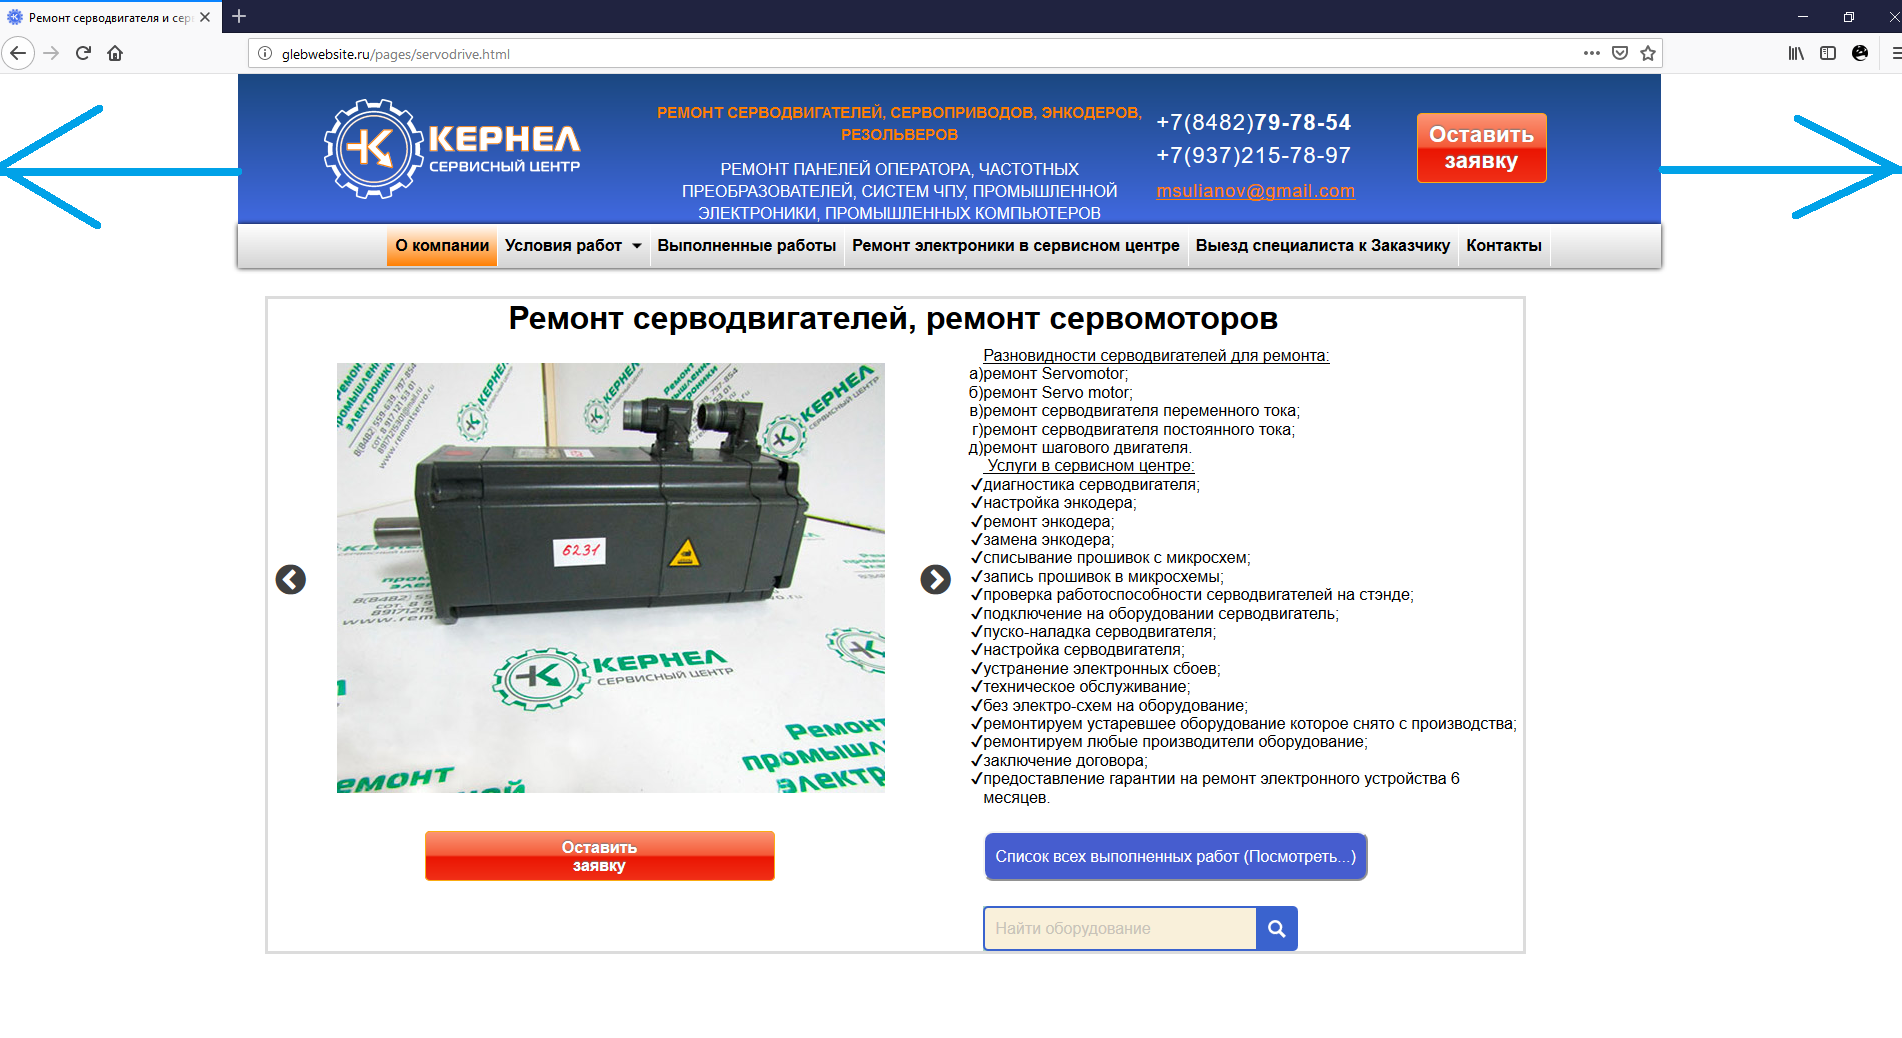 Ремонт серводвигателя и сер
glebwebsite.ru/pages/servodrive.html
КЕРНЕЛ
СЕРВИСНЫЙ ЦЕНТР
РЕМОНТ СЕРВОДВИГАТЕЛЕЙ, СЕРВОПРИВОДОВ, ЭНКОДЕРОВ,
РЕЗОЛЬВЕРОВ
РЕМОНТ ПАНЕЛЕЙ ОПЕРАТОРА, ЧАСТОТНЫХ
ПРЕОБРАЗОВАТЕЛЕЙ, СИСТЕМ ЧПУ, ПРОМЫШЛЕННОЙ
ЭЛЕКТРОНИКИ, ПРОМЫШЛЕННЫХ КОМПЬЮТЕРОВ
+7(8482)79-78-54
+7(937)215-78-97
msulianov@gmail.com
Оставить
заявку
О компании Условия работ Выполненные работы Ремонт электроники в сервисном центре Выезд специалиста к Заказчику Контакты
Ремонт серводвигателей, ремонт сервомоторов
КЕРНЕЛ
КЕРНЕЛ
6231
КЕРНЕЛ
СЕРВИСНЫЙ ЦЕНТР
Ремонт
промышл
электр
емонт
Оставить
заявку
Разновидности серводвигателей для ремонта:
а)ремонт Servomotor;
б)ремонт Servo motor;
в)ремонт серводвигателя переменного тока;
г)ремонт серводвигателя постоянного тока;
д)ремонт шагового двигателя.
Услуги в сервисном центре:
✓диагностика серводвигателя;
✓настройка энкодера;
✓ремонт энкодера;
✓замена энкодера;
✓списывание прошивок с микросхем;
✓запись прошивок в микросхемы;
✓проверка работоспособности серводвигателей на стэнде;
✓подключение на оборудовании серводвигатель;
✓пуско-наладка серводвигателя;
✓настройка серводвигателя;
✓устранение электронных сбоев;
✓техническое обслуживание;
✓без электро-схем на оборудование;
✓ремонтируем устаревшее оборудование которое снято с производства;
✓ремонтируем любые производители оборудование;
✓заключение договора;
✓предоставление гарантии на ремонт электронного устройства 6
месяцев.
Список всех выполненных работ (Посмотреть...)
Найти оборудование